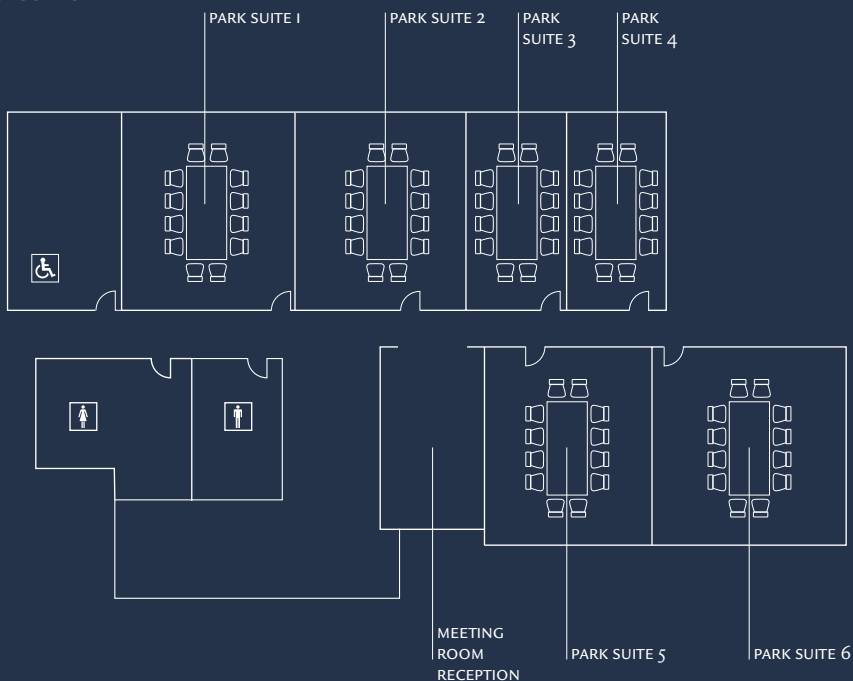 PARK SUITE 1
PARK SUITE 2
PARK
SUITE 3
PARK
SUITE 4
MEETING
ROOM
RECEPTION
PARK SUITE 5
PARK SUITE 6